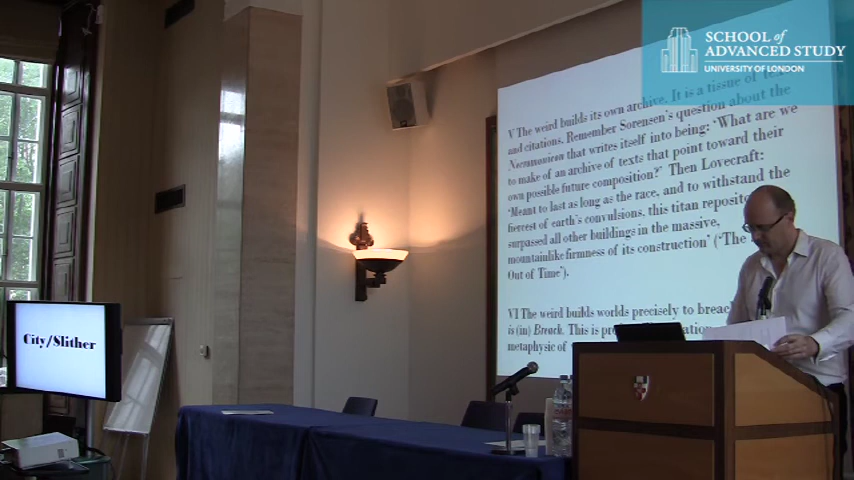 SCHOOL of
ADVANCED STUDY
UNIVERSITY OF LONDON
V The weird builds its own archive. It is a tissue of
and citations. Remember Sorensen's question about the
Necronomicon that writes itself into being: 'What are we
to make of an archive of texts that point toward their
own possible future composition?' Then Lovecraft:
'Meant to last as long as the race, and to withstand the
fiercest of earth's convulsions, this titan reposito
surpassed all other buildings in the massive,
mountainlike firmness of its construction' ('The
Out of Time').
VI The weird builds worlds precisely to breach
is (in) Breach. This is pre
metaphysic of
City/Slither